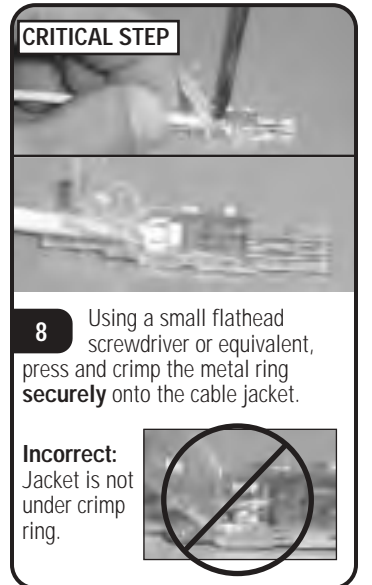 CRITICAL STEP
8
Using a small flathead
screwdriver or equivalent,
press and crimp the metal ring
securely onto the cable jacket.
Incorrect:
Jacket is not
under crimp
ring.